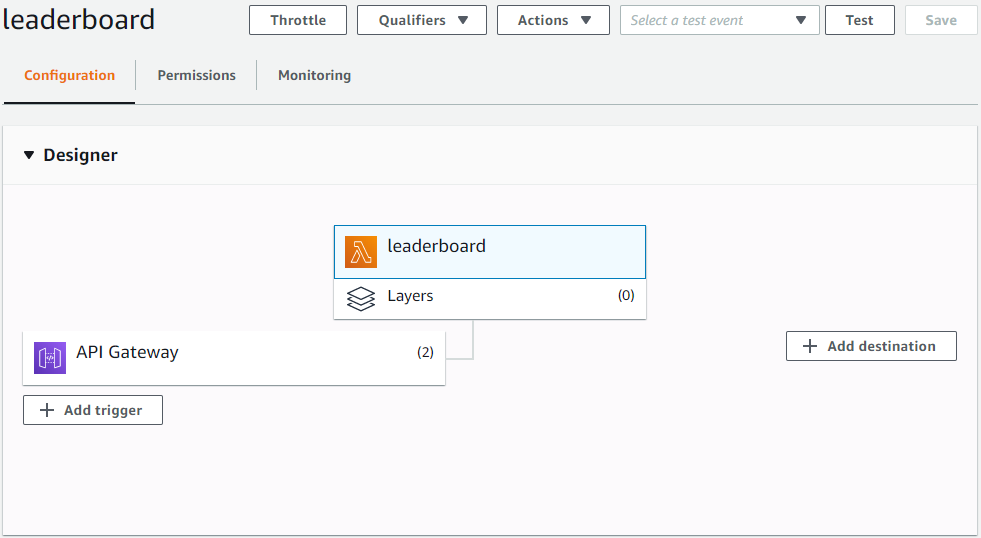 leaderboard
Throttle
Qualifiers
Actions
Select a test event
Test
Save
Configuration
Permissions
Monitoring
Designer
leaderboard
Layers (0)
API Gateway (2)
Add destination
Add trigger